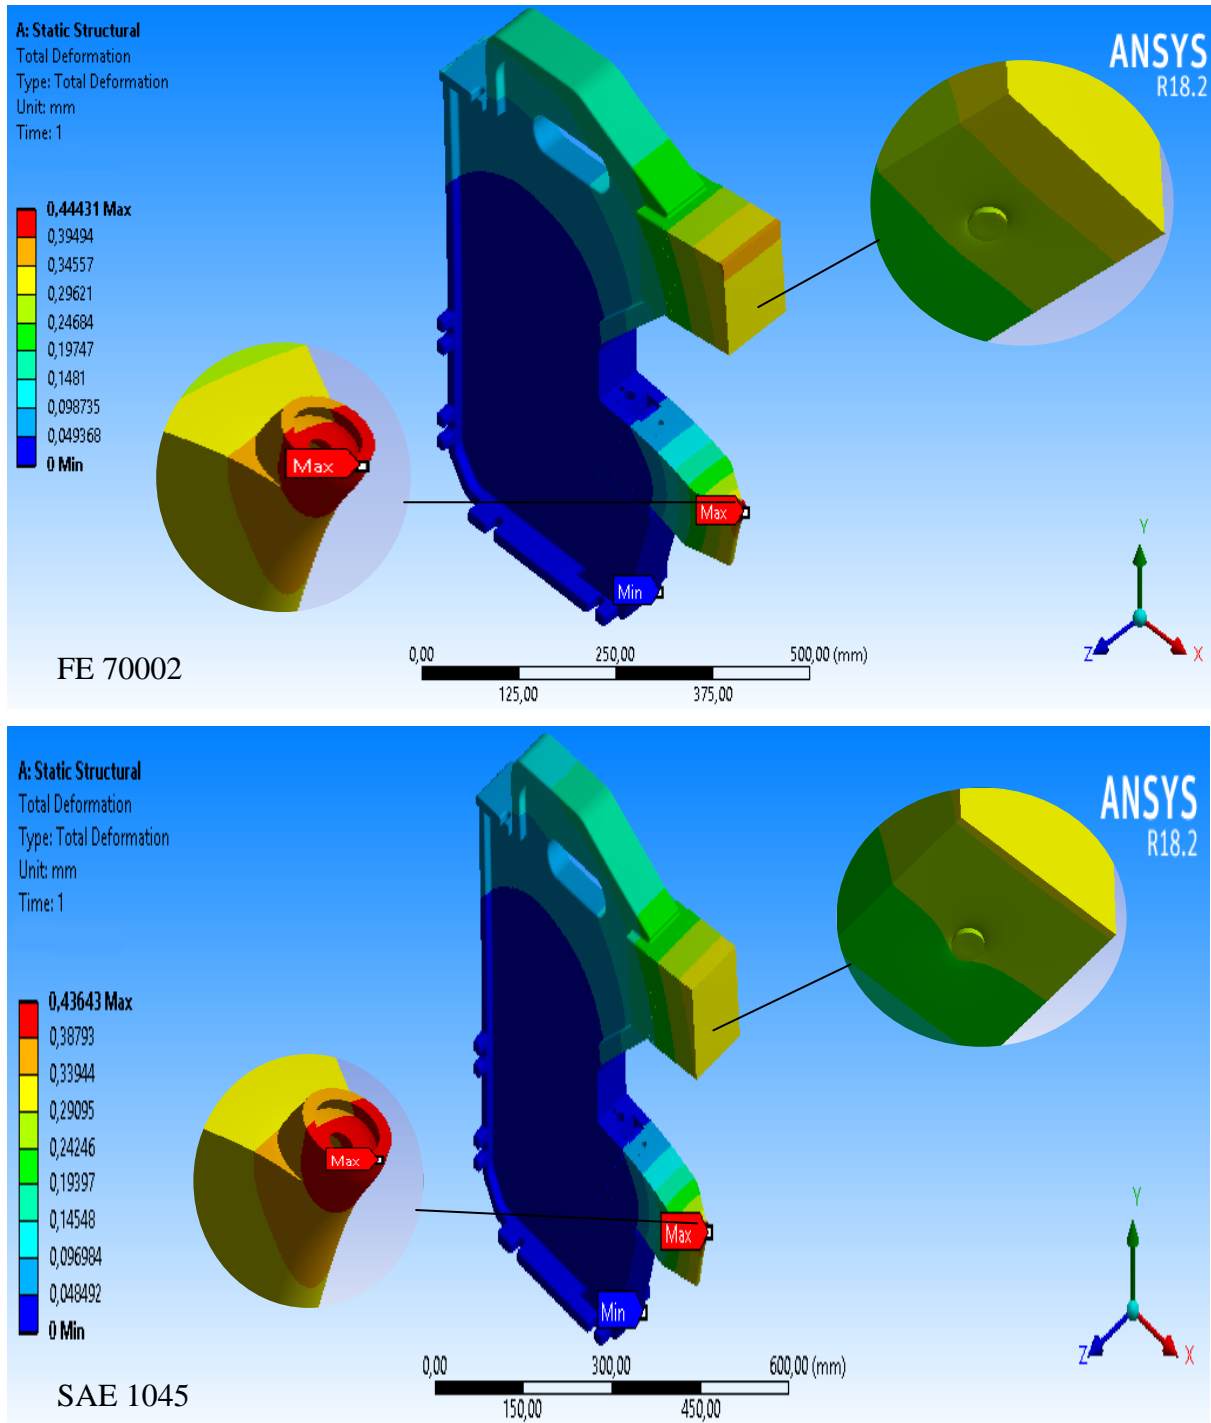 A: Static Structural
Total Deformation
Type: Total Deformation
Unit: mm
Time: 1
ANSYS
R18.2
0,44431 Max
0,39494
0,34557
0,29621
0,24684
0,19747
0,1481
0,098735
0,049368
0 Min
Max
Max
Min
Y
Z
X
0,00 250,00 500,00 (mm)
125,00 375,00
FE 70002
A: Static Structural
Total Deformation
Type: Total Deformation
Unit: mm
Time: 1
ANSYS
R18.2
0,43643 Max
0,38793
0,33944
0,29095
0,24246
0,19397
0,14548
0,096984
0,048492
0 Min
Max
Max
Min
Y
Z
X
0,00 300,00 600,00 (mm)
150,00 450,00
SAE 1045